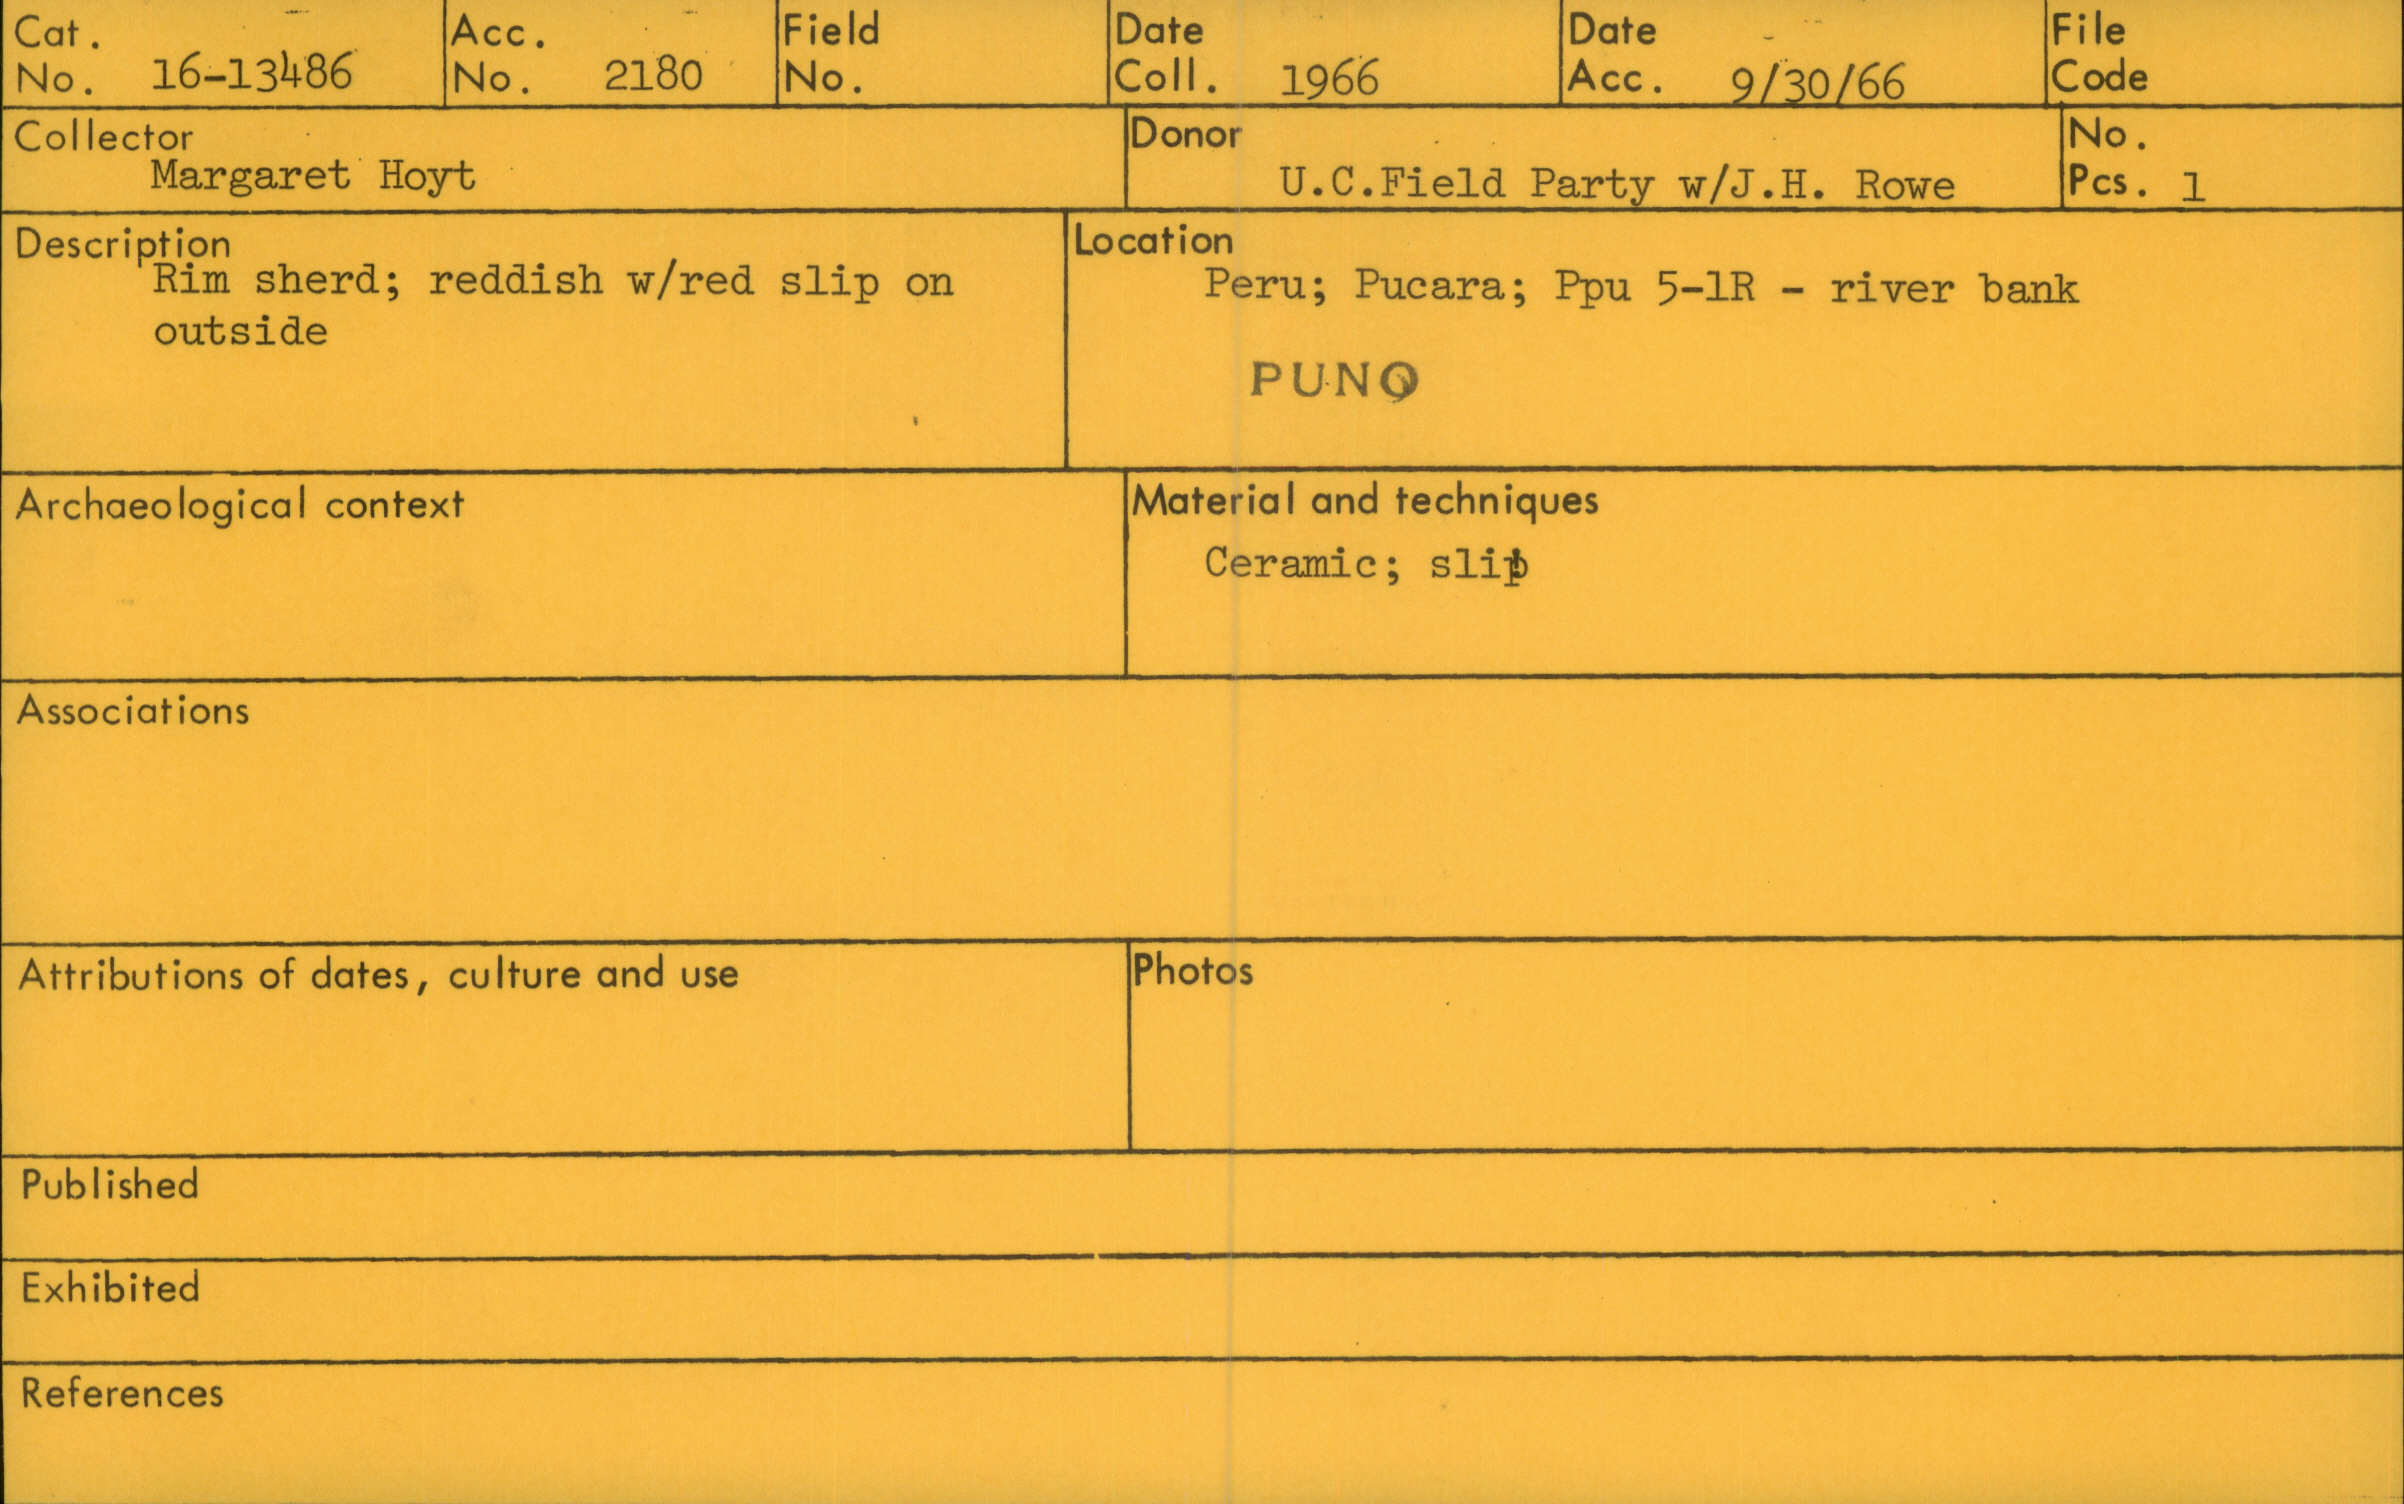 Cat. No. 16-13486
Acc. No. 2180
Field No.
Date Coll. 1966
Date Acc. 9/30/66
File Code
Collector
Margaret Hoyt
Donor
U.C.Field Party w/J.H. Rowe
No. Pcs. 1
Description
Rim sherd; reddish w/red slip on
outside
Location
Peru; Pucara; Ppu 5-1R - river bank
PUNO
Archaeological context
Material and techniques
Ceramic; slip
Associations
Attributions of dates, culture and use
Photos
Published
Exhibited
References